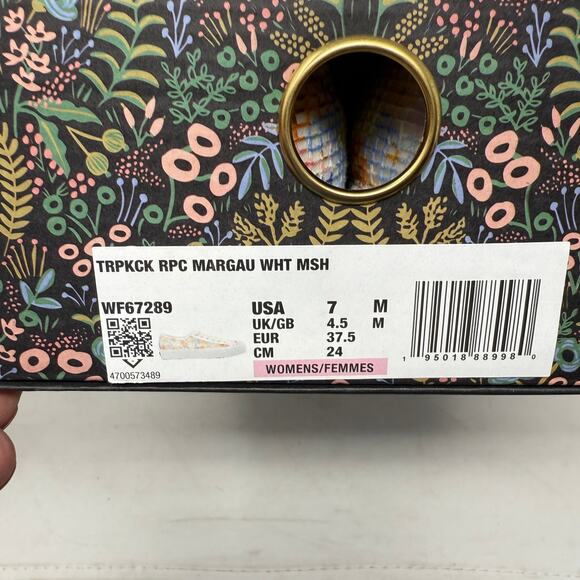 TRPKCK RPC MARGAU WHT MSH
WF67289
4700573489
USA 7 M
UK/GB 4.5 M
EUR 37.5
CM 24
WOMENS/FEMMES
1 95018 88998 0